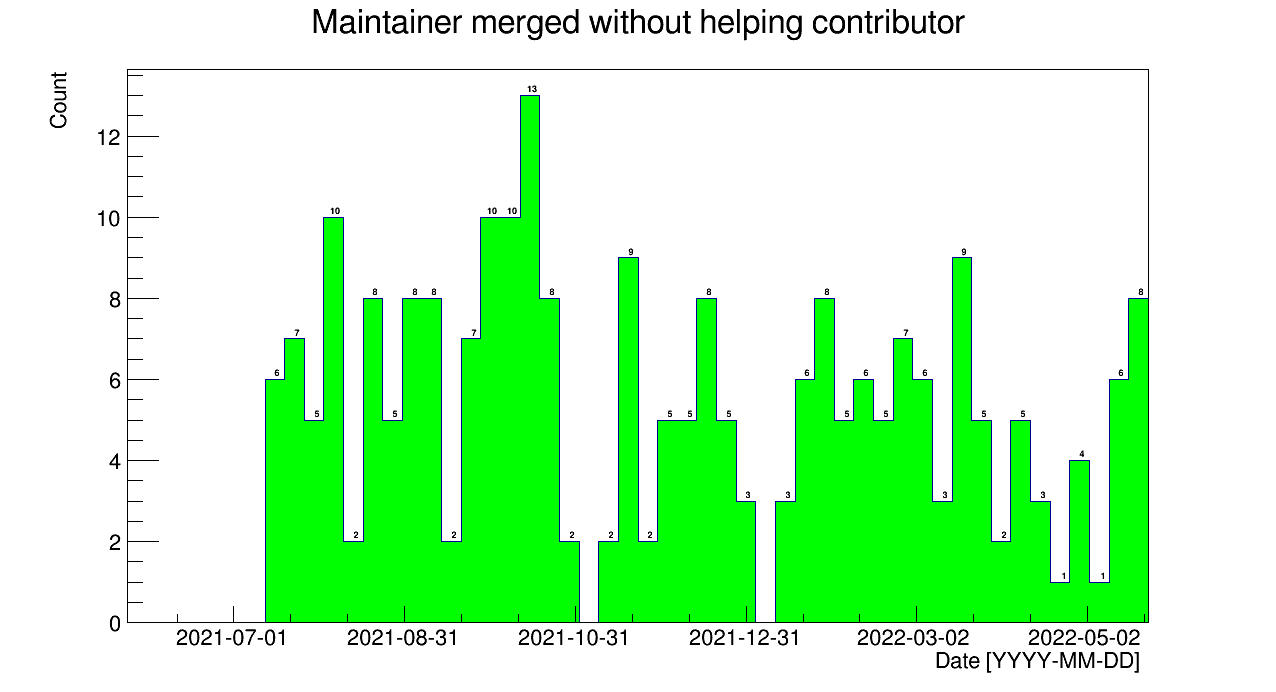 Maintainer merged without helping contributor
Count
12
10
8
6
4
2
0
6 7 5 10 2 8 5 8 8 2 7 10 10 13 8 2 2 9 2 5 5 8 5 3 3 6 8 5 6 5 7 6 3 9 5 2 5 3 1 4 1 6 8
2021-07-01 2021-08-31 2021-10-31 2021-12-31 2022-03-02 2022-05-02
Date [YYYY-MM-DD]